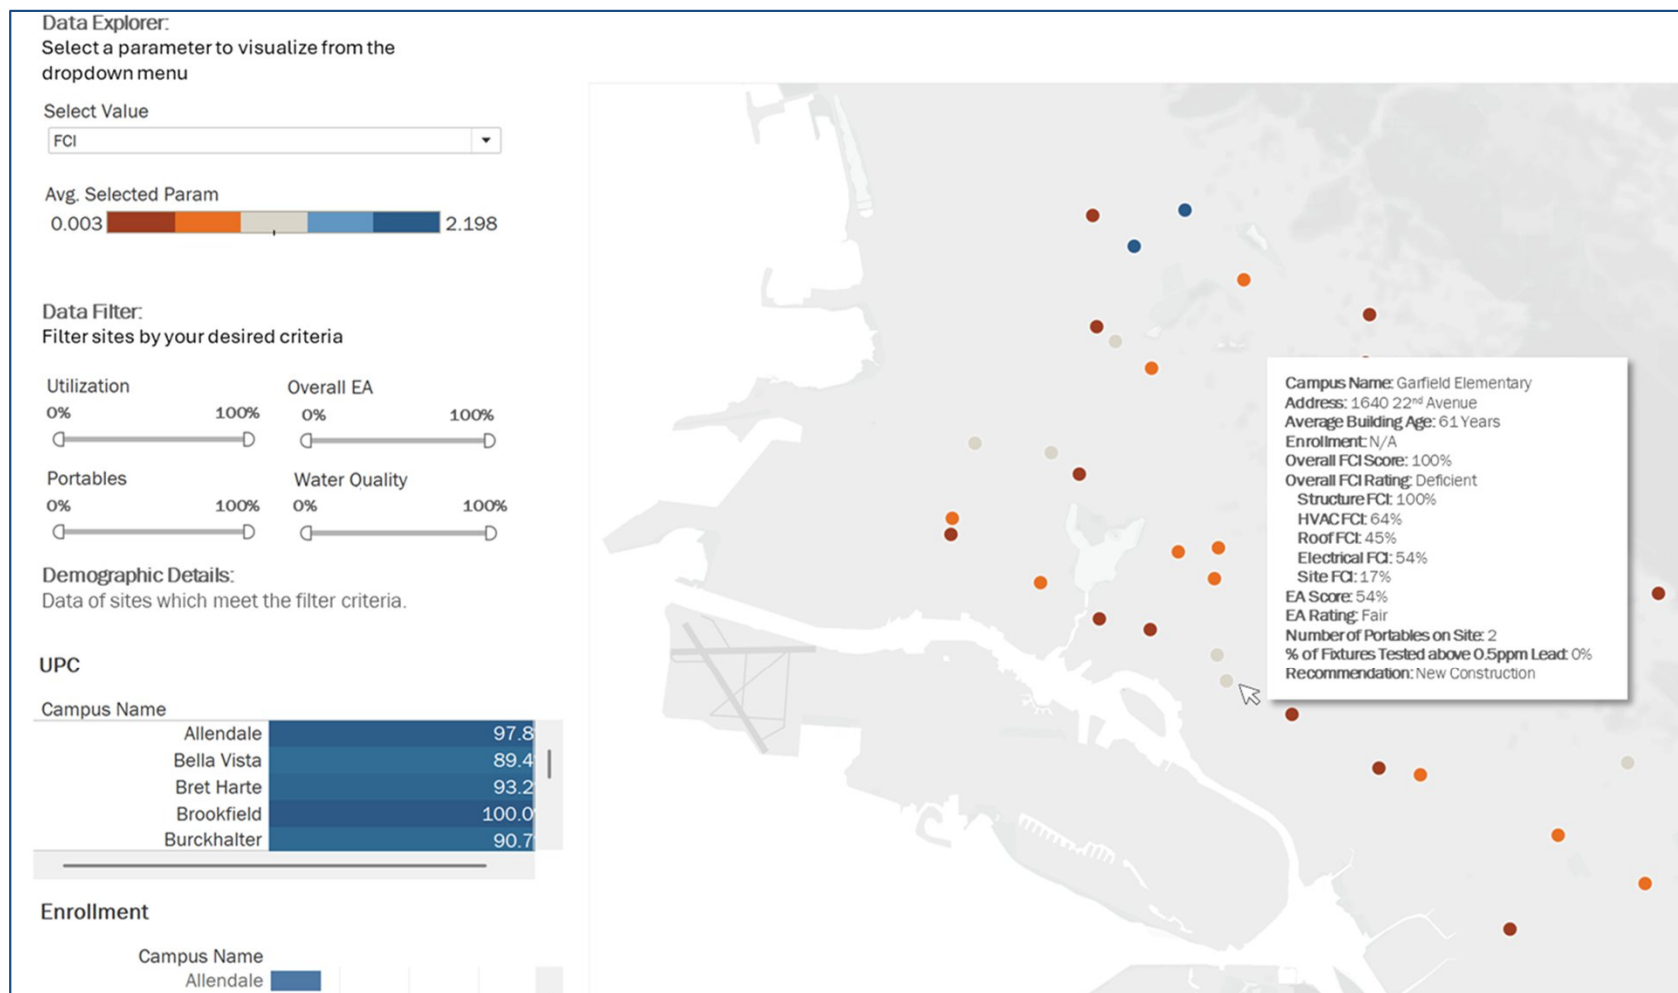 Data Explorer:
Select a parameter to visualize from the
dropdown menu
Select Value
FCI
Avg. Selected Param
0.003
2.198
Data Filter:
Filter sites by your desired criteria
Utilization
0% 100%
Overall EA
0% 100%
Portables
0% 100%
Water Quality
0% 100%
Demographic Details:
Data of sites which meet the filter criteria.
UPC
Campus Name
Allendale 97.8
Bella Vista 89.4
Bret Harte 93.2
Brookfield 100.0
Burckhalter 90.7
Enrollment
Campus Name
Allendale
Campus Name: Garfield Elementary
Address: 1640 22nd Avenue
Average Building Age: 61 Years
Enrollment: N/A
Overall FCI Score: 100%
Overall FCI Rating: Deficient
Structure FCI: 100%
HVAC FCI: 64%
Roof FCI: 45%
Electrical FCI: 54%
Site FCI: 17%
EA Score: 54%
EA Rating: Fair
Number of Portables on Site: 2
% of Fixtures Tested above 0.5ppm Lead: 0%
Recommendation: New Construction